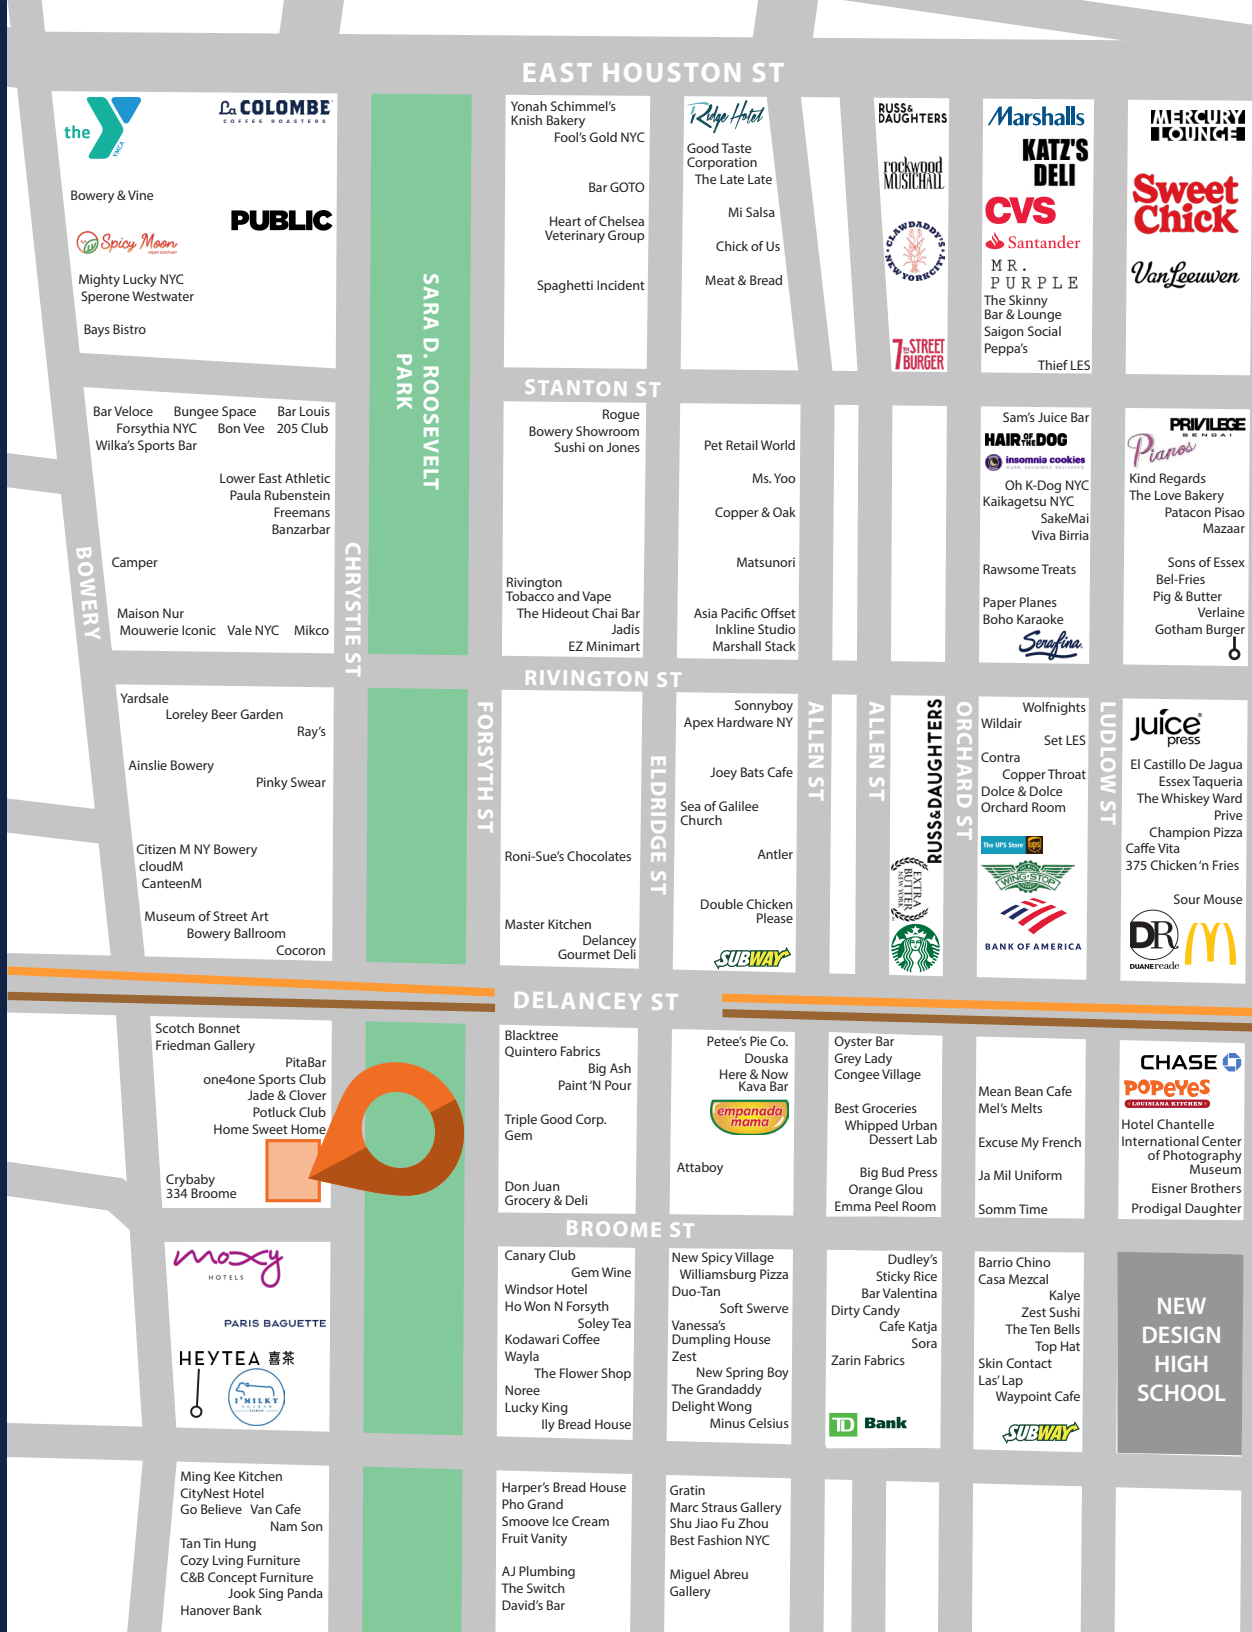 EAST HOUSTON ST
the
YMCA
La COLOMBE
COFFEE ROASTERS
Bowery & Vine
PUBLIC
Spicy Moon
Mighty Lucky NYC
Sperone Westwater
Bays Bistro
SARA D. ROOSEVELT
PARK
Yonah Schimmel's
Knish Bakery
Fool's Gold NYC
Bar GOTO
Heart of Chelsea
Veterinary Group
Spaghetti Incident
Ridge Hotel
Good Taste
Corporation
The Late Late
Mi Salsa
Chick of Us
Meat & Bread
RUSS&
DAUGHTERS
rockwood
MUSIC HALL
CLAWDADDY'S
NEW YORK CITY
7TH STREET
BURGER
Marshalls
KATZ'S
DELI
CVS
Santander
MR.
PURPLE
The Skinny
Bar & Lounge
Saigon Social
Peppa's
Thief LES
MERCURY
LOUNGE
Sweet
Chick
Van Leeuwen
STANTON ST
Bar Veloce Bungee Space Bar Louis
Forsythia NYC Bon Vee 205 Club
Wilka's Sports Bar
Lower East Athletic
Paula Rubenstein
Freemans
Banzarbar
Camper
Maison Nur
Mouwerie Iconic Vale NYC Mikco
BOWERY
CHRYSTIE ST
Rogue
Bowery Showroom
Sushi on Jones
Rivington
Tobacco and Vape
The Hideout Chai Bar
Jadis
EZ Minimart
Pet Retail World
Ms. Yoo
Copper & Oak
Matsunori
Asia Pacific Offset
Inkline Studio
Marshall Stack
Sam's Juice Bar
HAIR OF THE DOG
insomnia cookies
WARM. DELICIOUS. DELIVERED.
Oh K-Dog NYC
Kaikagetsu NYC
SakeMai
Viva Birria
Rawsome Treats
Paper Planes
Boho Karaoke
Serafina.
PRIVILEGE
BENDAI
Pianos
Kind Regards
The Love Bakery
Patacon Pisao
Mazaar
Sons of Essex
Bel-Fries
Pig & Butter
Verlaine
Gotham Burger
RIVINGTON ST
Yardsale
Loreley Beer Garden
Ray's
Ainslie Bowery
Pinky Swear
Citizen M NY Bowery
cloudM
CanteenM
Museum of Street Art
Bowery Ballroom
Cocoron
FORSYTH ST
Roni-Sue's Chocolates
Master Kitchen
Delancey
Gourmet Deli
ELDRIDGE ST
Sonnyboy
Apex Hardware NY
Joey Bats Cafe
Sea of Galilee
Church
Antler
Double Chicken
Please
SUBWAY
ALLEN ST
ALLEN ST
RUSS&DAUGHTERS
EXTRA
BUTTER
NEW YORK
ORCHARD ST
Wolfnights
Wildair
Set LES
Contra
Copper Throat
Dolce & Dolce
Orchard Room
The UPS Store
ups
WING·STOP
BANK OF AMERICA
LUDLOW ST
juice
press
El Castillo De Jagua
Essex Taqueria
The Whiskey Ward
Prive
Champion Pizza
Caffe Vita
375 Chicken 'n Fries
Sour Mouse
DR
DUANEreade
DELANCEY ST
Scotch Bonnet
Friedman Gallery
PitaBar
one4one Sports Club
Jade & Clover
Potluck Club
Home Sweet Home
Crybaby
334 Broome
Blacktree
Quintero Fabrics
Big Ash
Paint 'N Pour
Triple Good Corp.
Gem
Don Juan
Grocery & Deli
Petee's Pie Co.
Douska
Here & Now
Kava Bar
empanada
mama
Attaboy
Oyster Bar
Grey Lady
Congee Village
Best Groceries
Whipped Urban
Dessert Lab
Big Bud Press
Orange Glou
Emma Peel Room
Mean Bean Cafe
Mel's Melts
Excuse My French
Ja Mil Uniform
Somm Time
CHASE
POPEYES
LOUISIANA KITCHEN
Hotel Chantelle
International Center
of Photography
Museum
Eisner Brothers
Prodigal Daughter
BROOME ST
moxy
HOTELS
PARIS BAGUETTE
HEYTEA 喜茶
I'MILKY
Canary Club
Gem Wine
Windsor Hotel
Ho Won N Forsyth
Soley Tea
Kodawari Coffee
Wayla
The Flower Shop
Noree
Lucky King
Ily Bread House
New Spicy Village
Williamsburg Pizza
Duo-Tan
Soft Swerve
Vanessa's
Dumpling House
Zest
New Spring Boy
The Grandaddy
Delight Wong
Minus Celsius
Dudley's
Sticky Rice
Bar Valentina
Dirty Candy
Cafe Katja
Sora
Zarin Fabrics
TD Bank
Barrio Chino
Casa Mezcal
Kalye
Zest Sushi
The Ten Bells
Top Hat
Skin Contact
Las' Lap
Waypoint Cafe
SUBWAY
NEW
DESIGN
HIGH
SCHOOL
Ming Kee Kitchen
CityNest Hotel
Go Believe Van Cafe
Nam Son
Tan Tin Hung
Cozy Lving Furniture
C&B Concept Furniture
Jook Sing Panda
Hanover Bank
Harper's Bread House
Pho Grand
Smoove Ice Cream
Fruit Vanity
AJ Plumbing
The Switch
David's Bar
Gratin
Marc Straus Gallery
Shu Jiao Fu Zhou
Best Fashion NYC
Miguel Abreu
Gallery